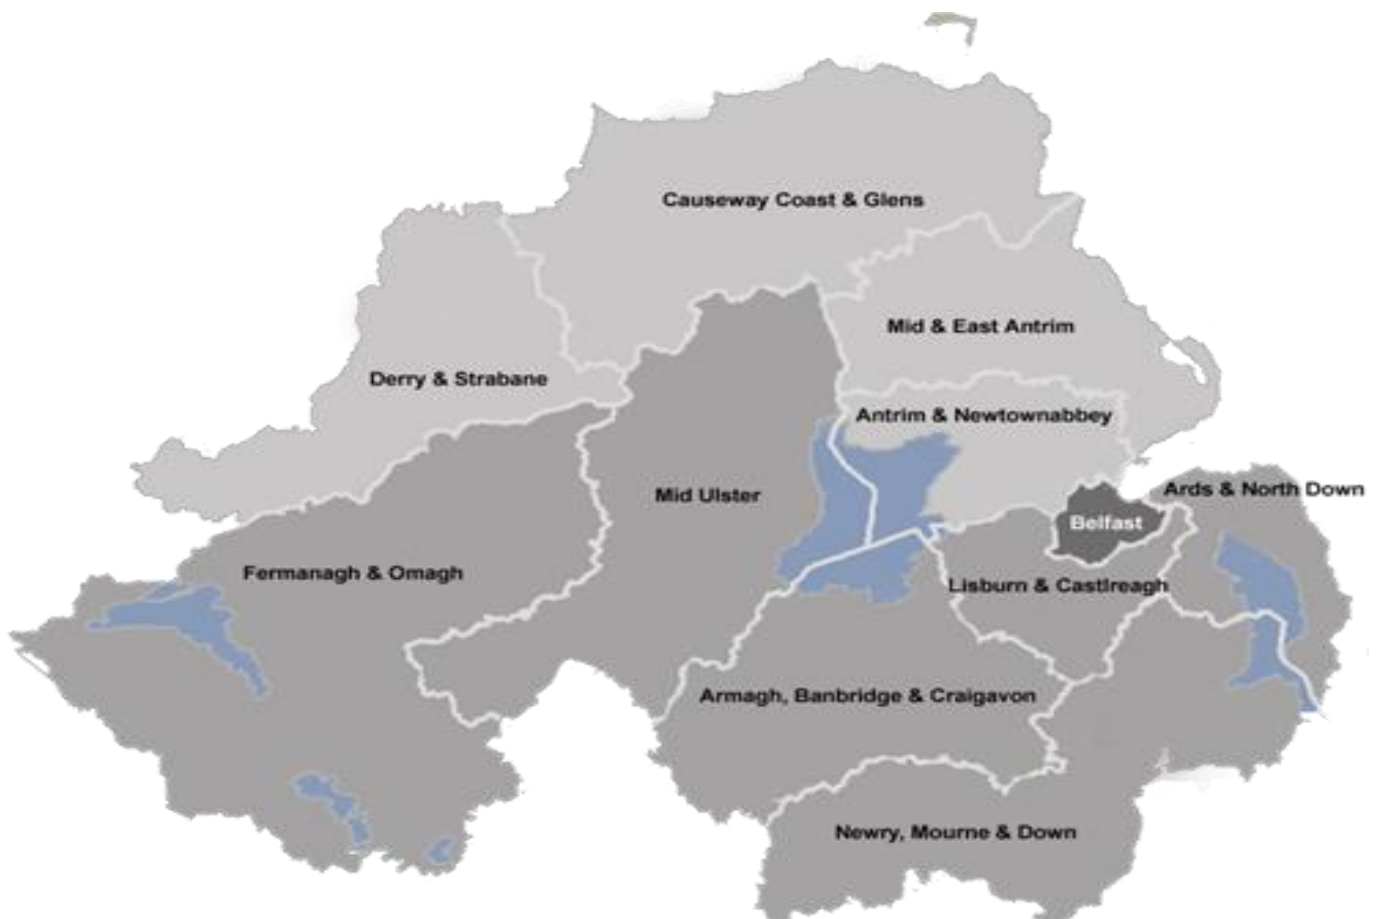 Causeway Coast & Glens
Mid & East Antrim
Derry & Strabane
Antrim & Newtownabbey
Mid Ulster
Ards & North Down
Belfast
Fermanagh & Omagh
Lisburn & Castlreagh
Armagh, Banbridge & Craigavon
Newry, Mourne & Down